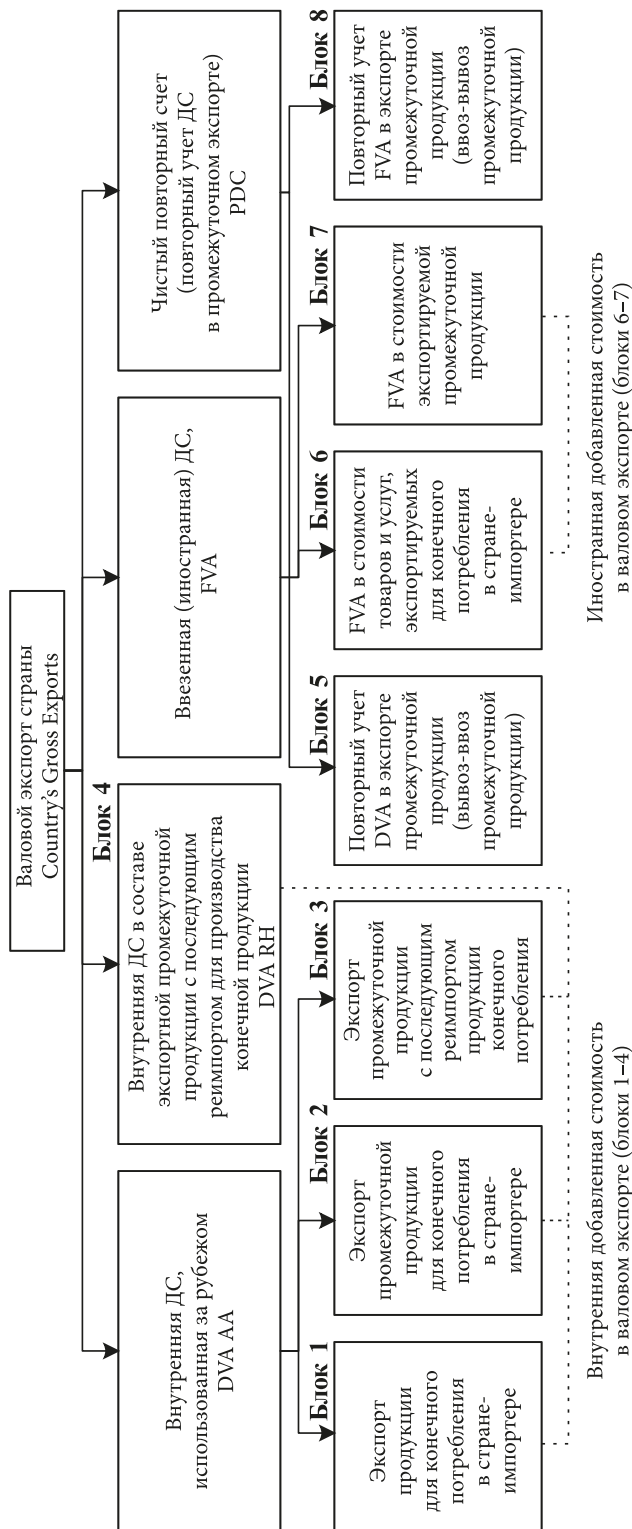 Валовой экспорт страны
Country's Gross Exports
Внутренняя ДС,
использованная за рубежом
DVA AA
Блок 4
Внутренняя ДС в составе
экспортной промежуточной
продукции с последующим
реимпортом для производства
конечной продукции
DVA RH
Ввезенная (иностранная) ДС,
FVA
Чистый повторный счет
(повторный учет ДС
в промежуточном экспорте)
PDC
Блок 1
Экспорт
продукции
для конечного
потребления
в стране-
импортере
Блок 2
Экспорт
промежуточной
продукции
для конечного
потребления
в стране-
импортере
Блок 3
Экспорт
промежуточной
продукции
с последующим
реимпортом
продукции
конечного
потребления
Блок 5
Повторный учет
DVA в экспорте
промежуточной
продукции
(вывоз-ввоз
промежуточной
продукции)
Блок 6
FVA в стоимости
товаров и услуг,
экспортируемых
для конечного
потребления
в стране-
импортере
Блок 7
FVA в стоимости
экспортируемой
промежуточной
продукции
Блок 8
Повторный учет
FVA в экспорте
промежуточной
продукции
(ввоз-вывоз
промежуточной
продукции)
Внутренняя добавленная стоимость
в валовом экспорте (блоки 1–4)
Иностранная добавленная стоимость
в валовом экспорте (блоки 6–7)